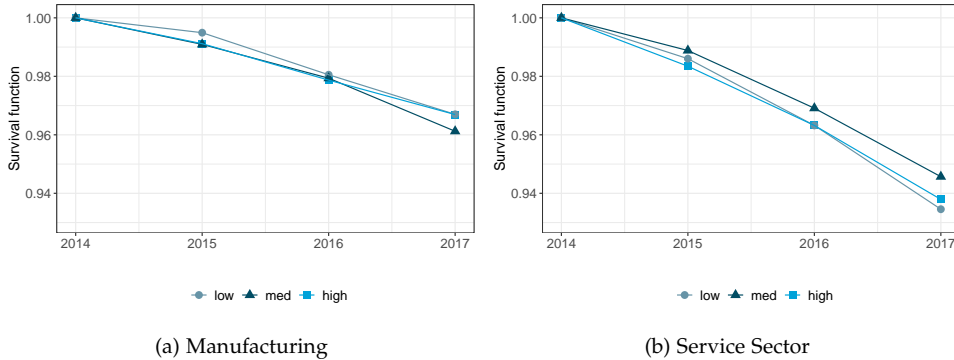 Survival function
1.00
0.98
0.96
0.94
2014
2015
2016
2017
low
med
high
(a) Manufacturing
Survival function
1.00
0.98
0.96
0.94
2014
2015
2016
2017
low
med
high
(b) Service Sector